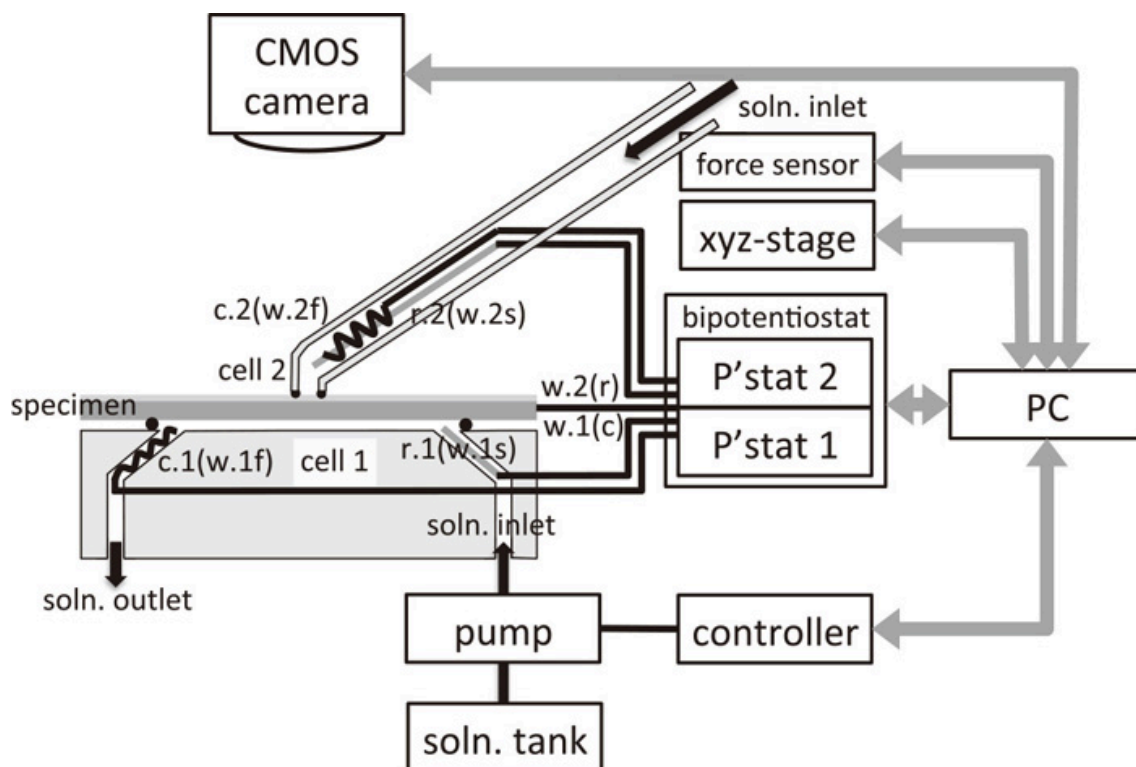 CMOS
camera
soln. inlet
force sensor
xyz-stage
c.2(w.2f)
r.2(w.2s)
bipotentiostat
cell 2
P'stat 2
w.2(r)
specimen
w.1(c)
PC
P'stat 1
c.1(w.1f)
cell 1
r.1(w.1s)
soln. inlet
soln. outlet
pump
controller
soln. tank